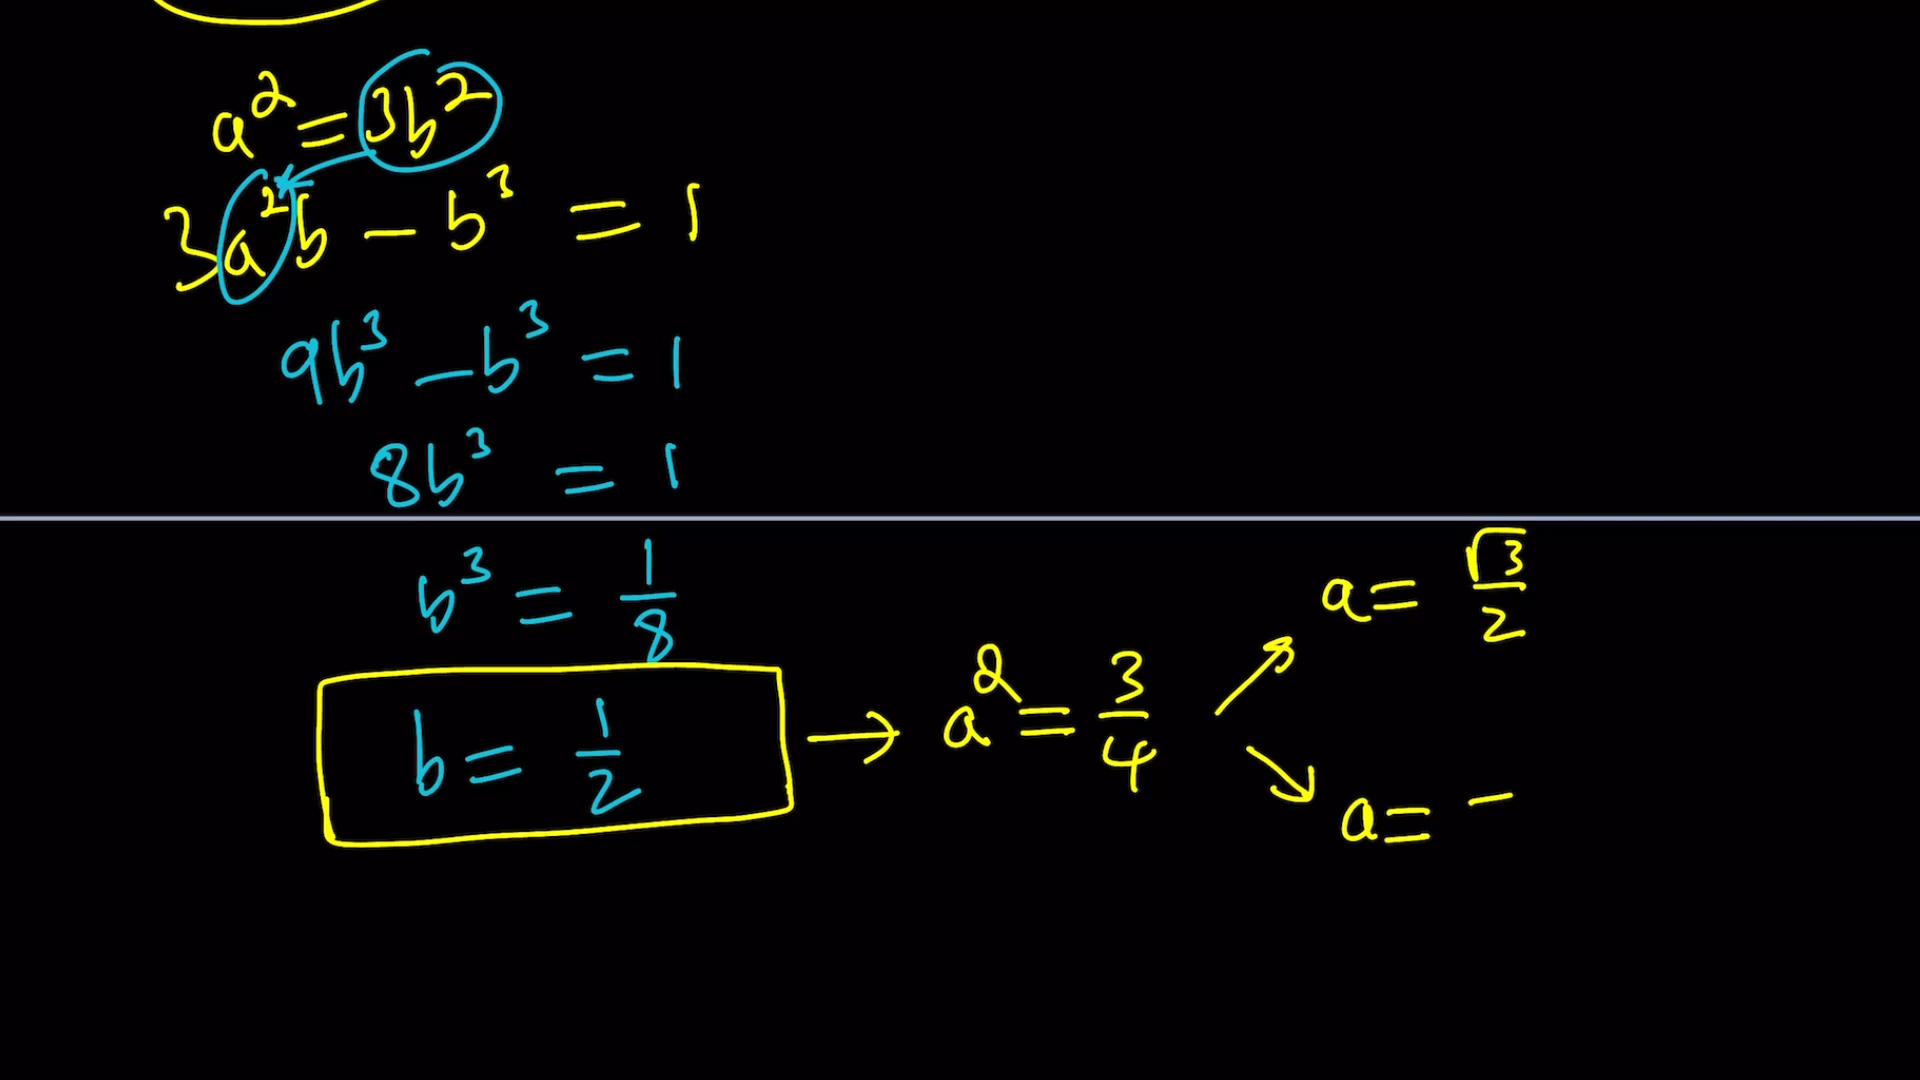 a² = 3b²
3a²b - b³ = 1
9b³ - b³ = 1
8b³ = 1
b³ = 1/8
b = 1/2 → a² = 3/4
a = √3/2
a = -